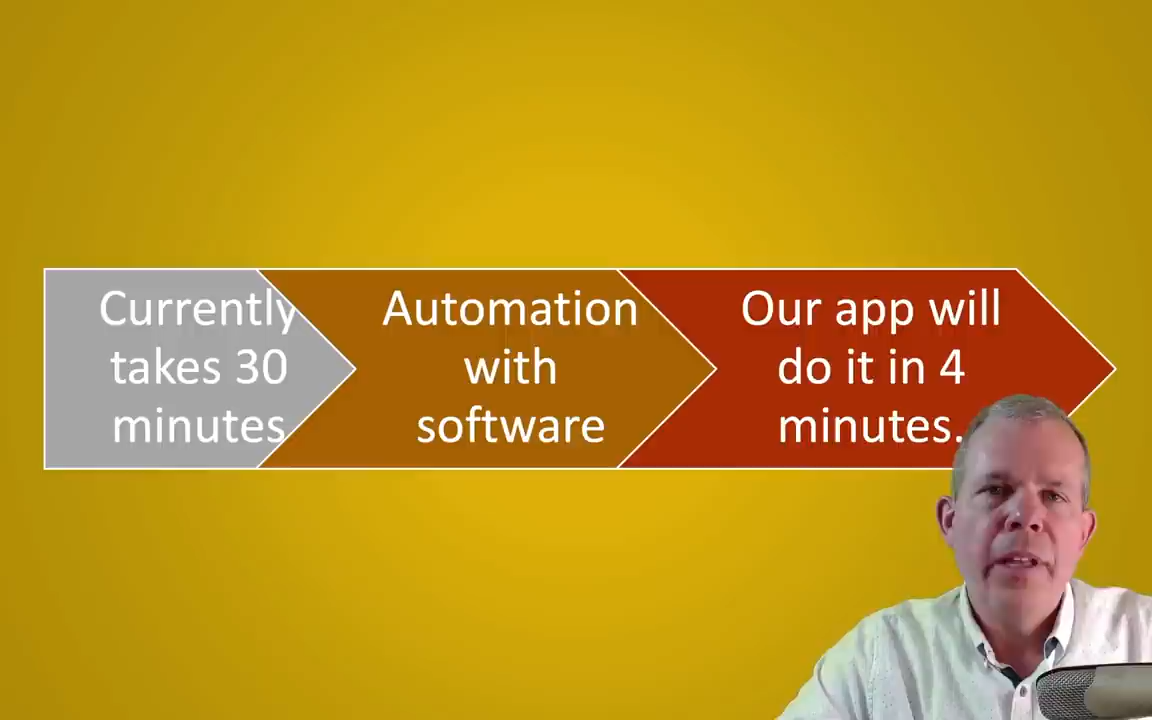 Currently
takes 30
minutes
Automation
with
software
Our app will
do it in 4
minutes.